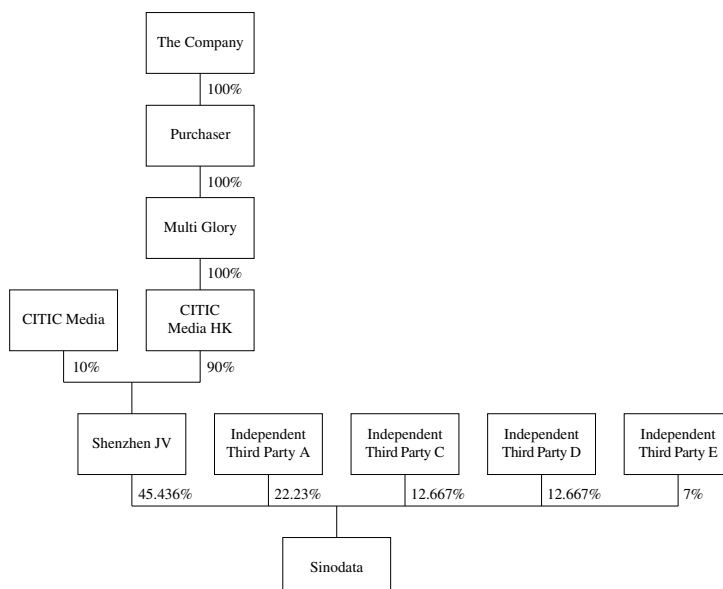 The Company
100%
Purchaser
100%
Multi Glory
100%
CITIC Media
CITIC
Media HK
10%
90%
Shenzhen JV
Independent
Third Party A
Independent
Third Party C
Independent
Third Party D
Independent
Third Party E
45.436%
22.23%
12.667%
12.667%
7%
Sinodata